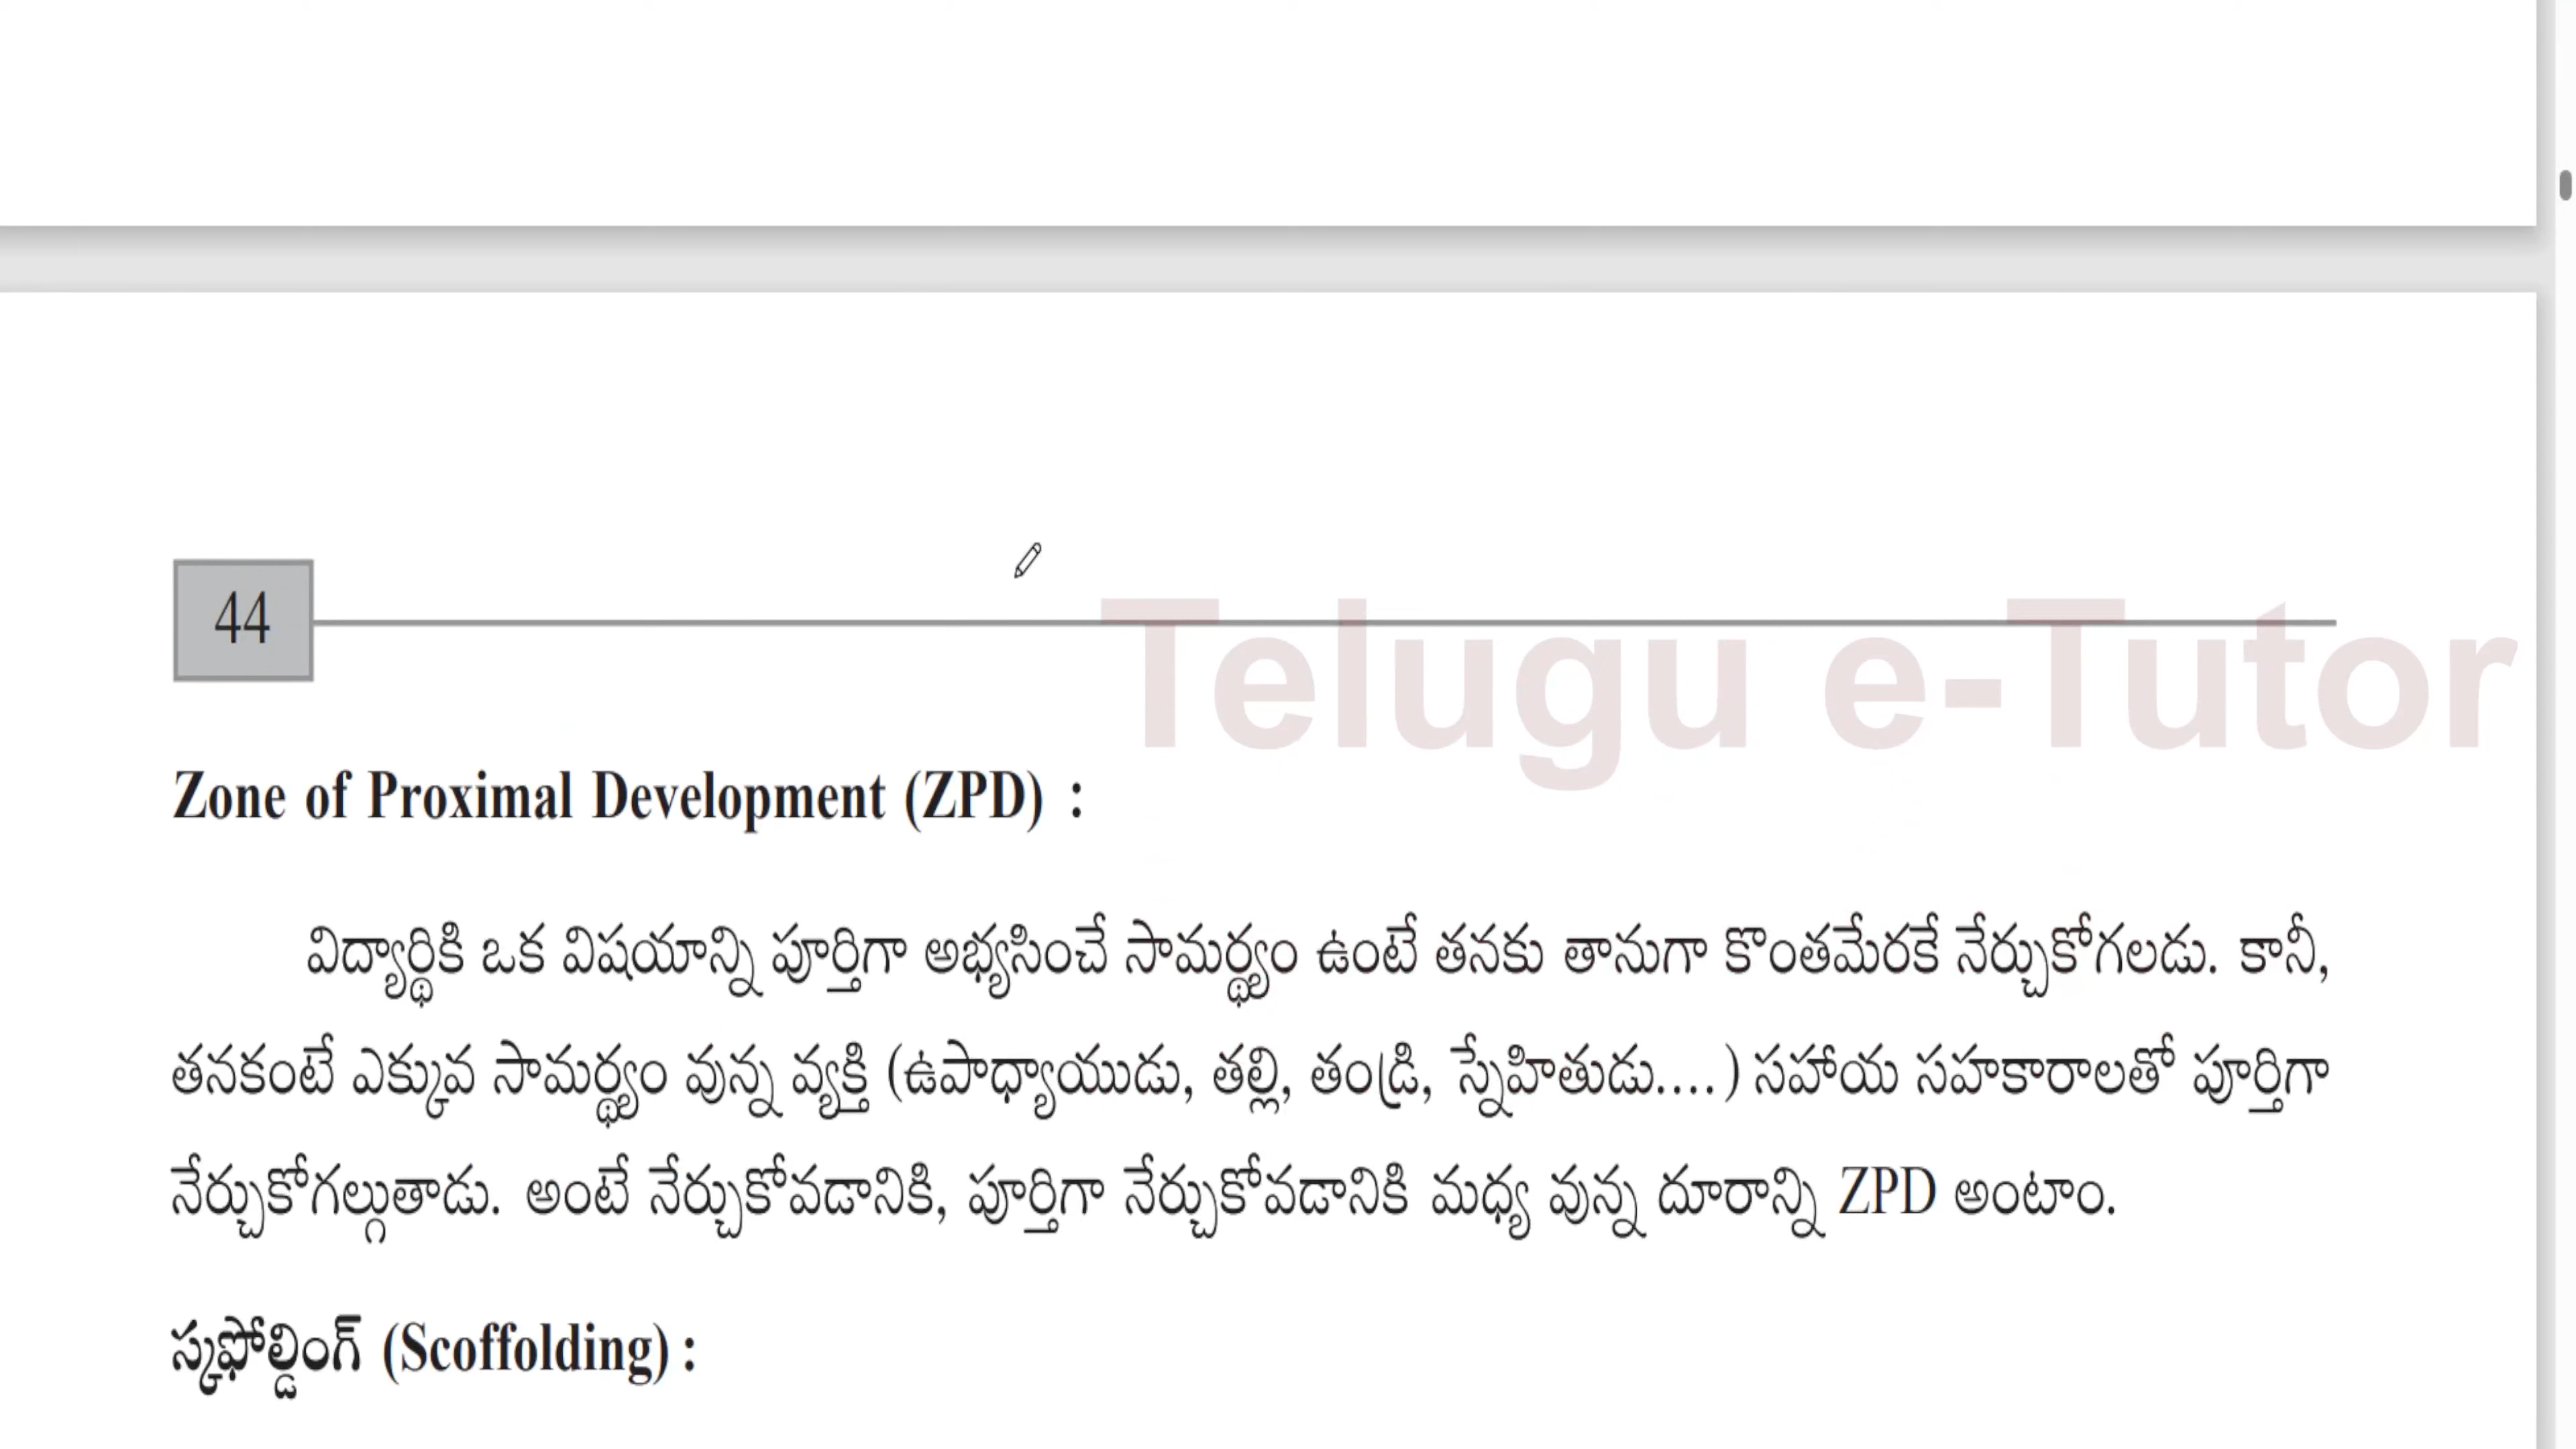 44
Telugu e-Tutor
Zone of Proximal Development (ZPD) :
విద్యార్థికి ఒక విషయాన్ని పూర్తిగా అభ్యసించే సామర్థ్యం ఉంటే తనకు తానుగా కొంతమేరకే నేర్చుకోగలడు. కానీ,
తనకంటే ఎక్కువ సామర్థ్యం వున్న వ్యక్తి (ఉపాధ్యాయుడు, తల్లి, తండ్రి, స్నేహితుడు....) సహాయ సహకారాలతో పూర్తిగా
నేర్చుకోగల్గుతాడు. అంటే నేర్చుకోవడానికి, పూర్తిగా నేర్చుకోవడానికి మధ్య వున్న దూరాన్ని ZPD అంటాం.
స్కఫోల్డింగ్ (Scoffolding) :